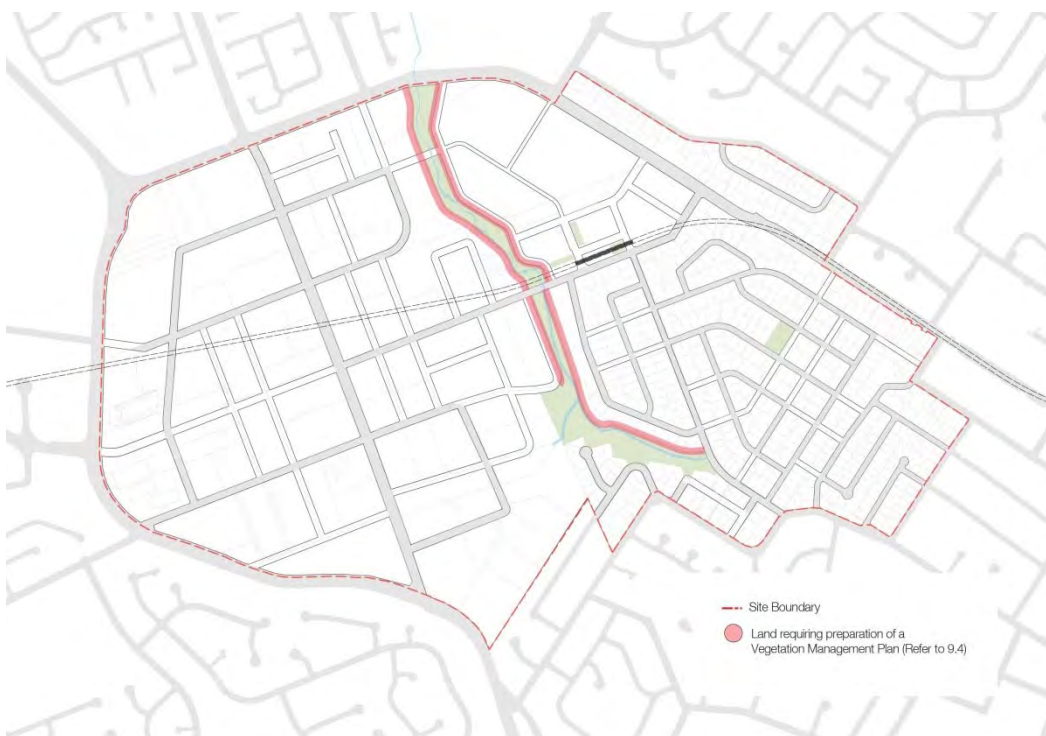 Site Boundary
Land requiring preparation of a
Vegetation Management Plan (Refer to 9.4)